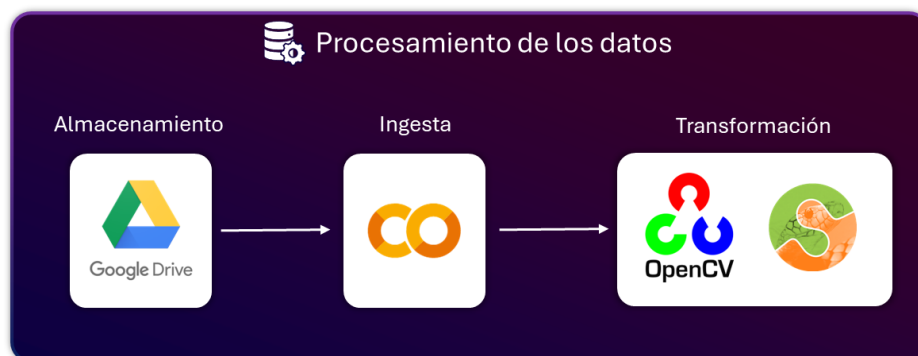 Procesamiento de los datos
Almacenamiento
Ingesta
Transformación
Google Drive
OpenCV